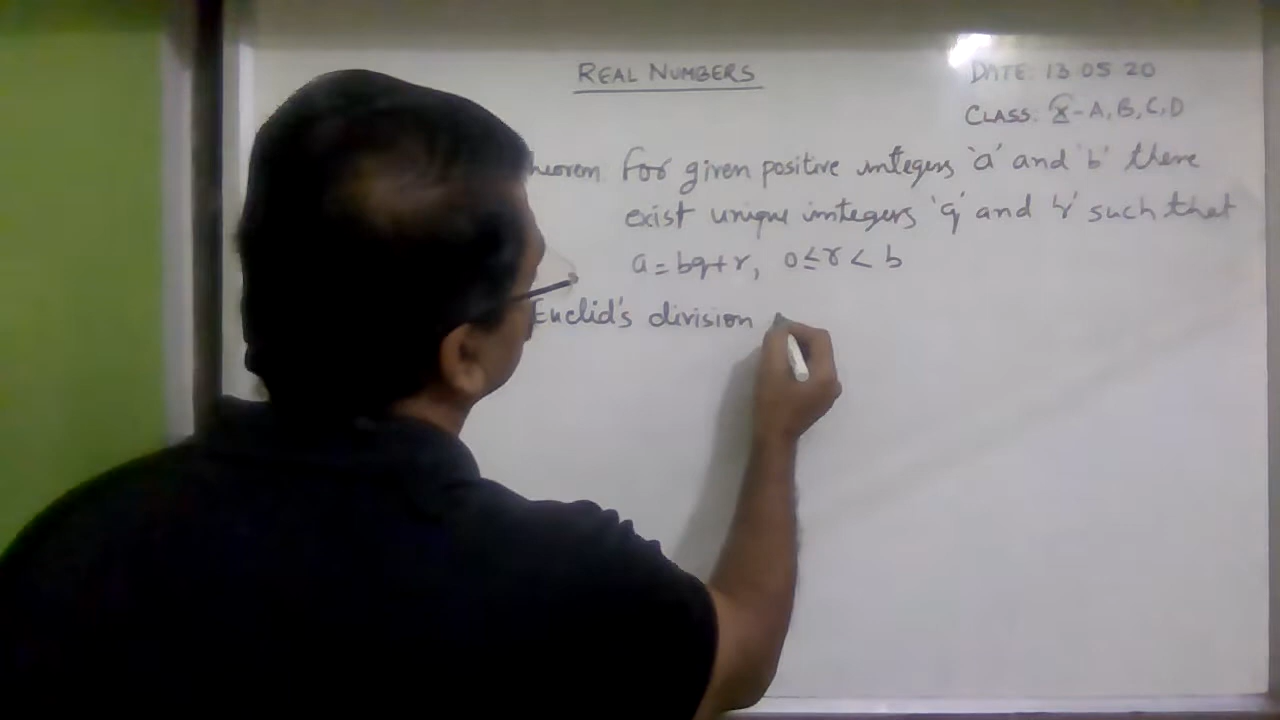 REAL NUMBERS
DATE: 13 05 20
CLASS: X - A, B, C, D
heorem For given positive integers 'a' and 'b' there
exist unique integers 'q' and 'r' such that
a = bq + r, 0 ≤ r < b
Euclid's division